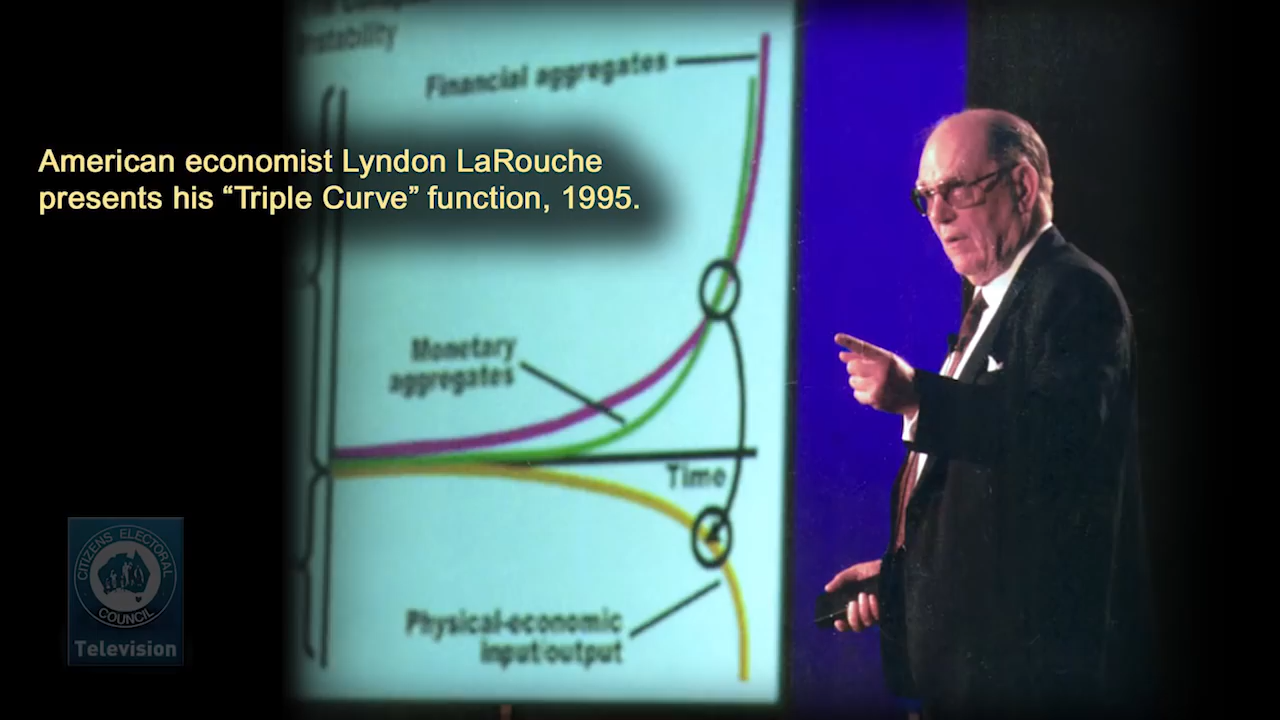 Instability
Financial aggregates
American economist Lyndon LaRouche
presents his “Triple Curve” function, 1995.
Monetary
aggregates
Time
Physical-economic
input/output
CITIZENS ELECTORAL
COUNCIL
Television